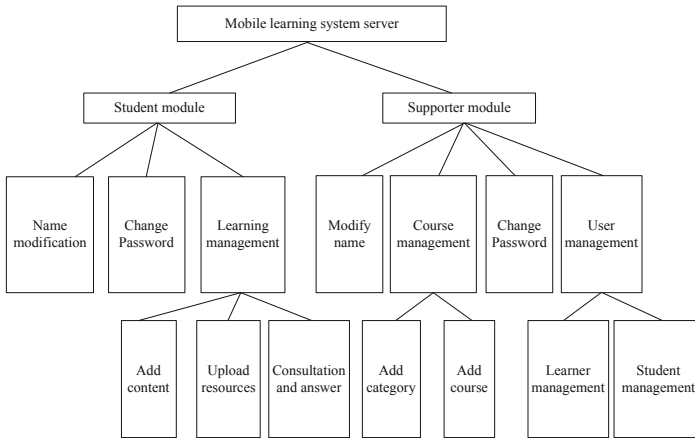 Mobile learning system server
Student module
Supporter module
Name
modification
Change
Password
Learning
management
Modify
name
Course
management
Change
Password
User
management
Add
content
Upload
resources
Consultation
and answer
Add
category
Add
course
Learner
management
Student
management